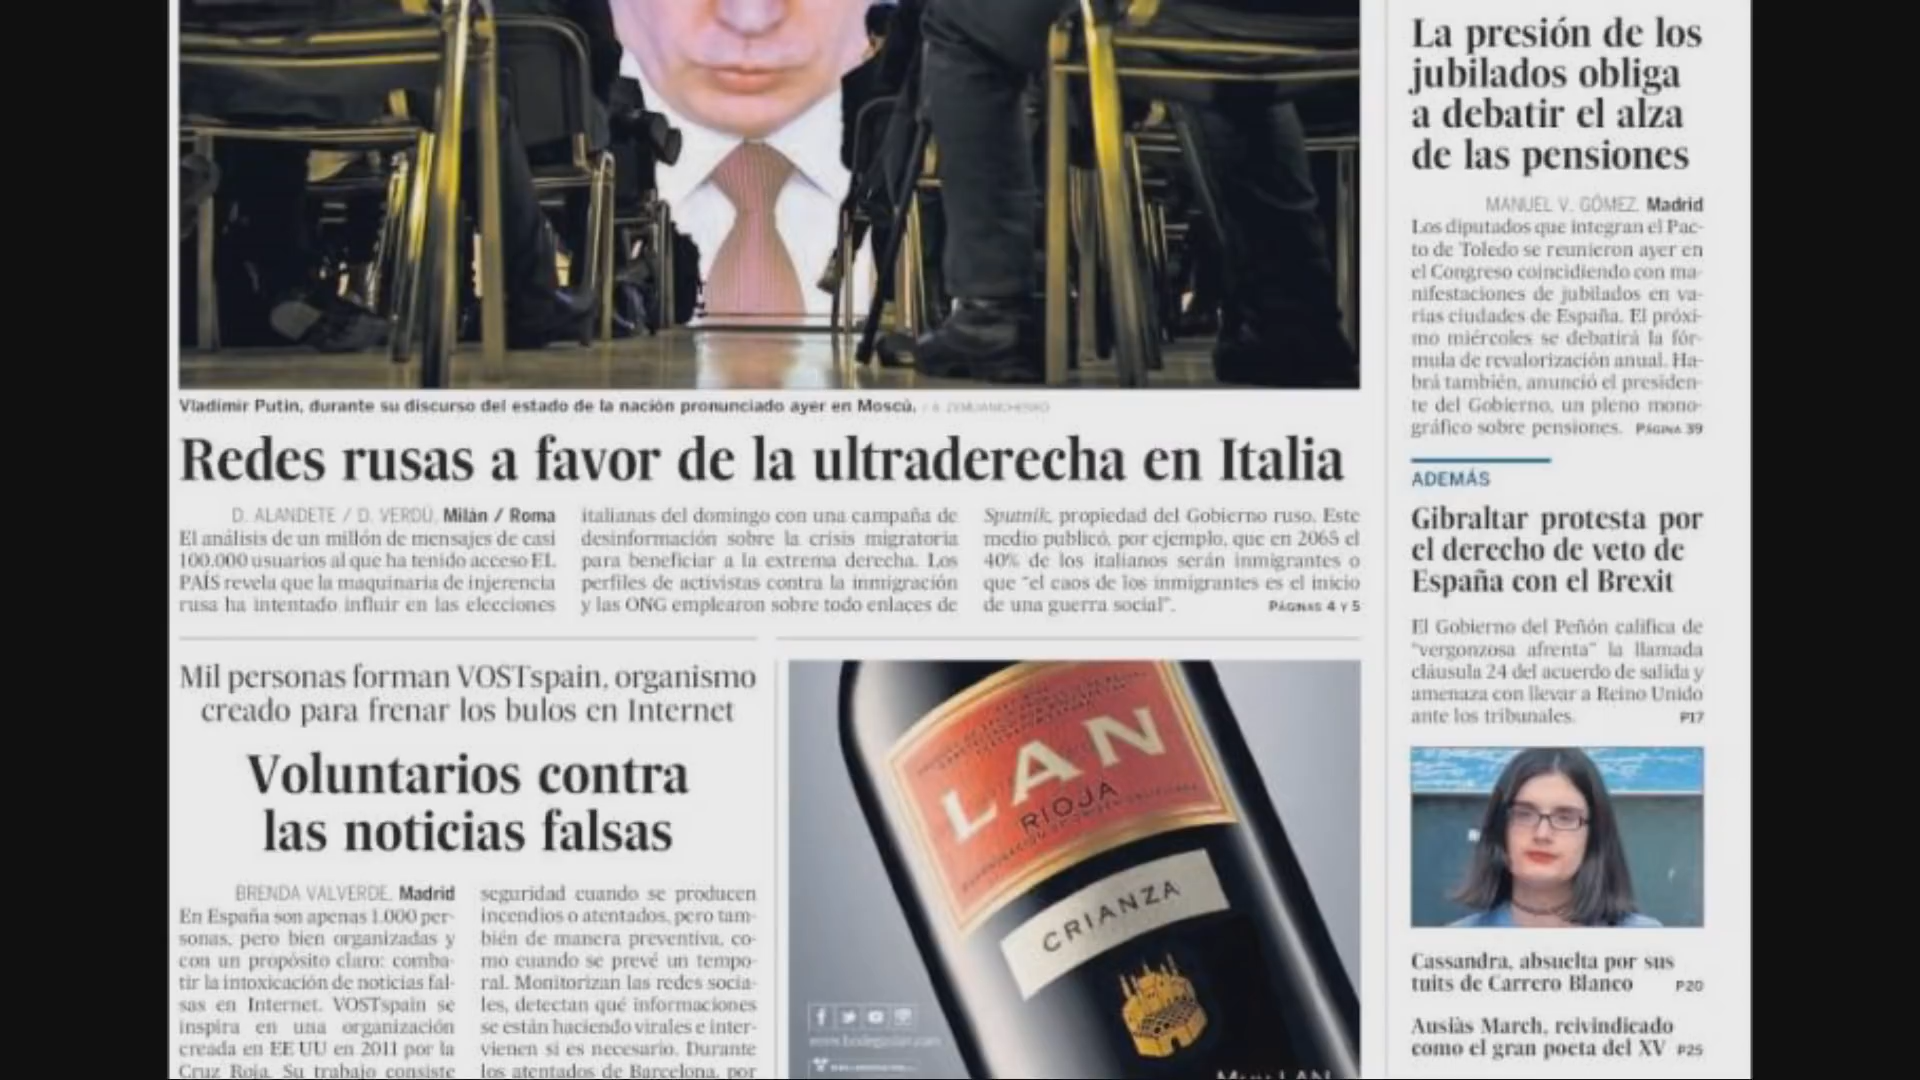 Vladímir Putin, durante su discurso del estado de la nación pronunciado ayer en Moscú.
Redes rusas a favor de la ultraderecha en Italia
D. ALANDETE / D. VERDÚ, Milán / Roma
El análisis de un millón de mensajes de casi
100.000 usuarios al que ha tenido acceso EL
PAÍS revela que la maquinaria de injerencia
rusa ha intentado influir en las elecciones
italianas del domingo con una campaña de
desinformación sobre la crisis migratoria
para beneficiar a la extrema derecha. Los
perfiles de activistas contra la inmigración
y las ONG emplearon sobre todo enlaces de
Sputnik, propiedad del Gobierno ruso. Este
medio publicó, por ejemplo, que en 2065 el
40% de los italianos serán inmigrantes o
que "el caos de los inmigrantes es el inicio
de una guerra social". PÁGINAS 4 Y 5
Mil personas forman VOSTspain, organismo
creado para frenar los bulos en Internet
Voluntarios contra
las noticias falsas
BRENDA VALVERDE, Madrid
En España son apenas 1.000 per-
sonas, pero bien organizadas y
con un propósito claro: comba-
tir la intoxicación de noticias fal-
sas en Internet. VOSTspain se
inspira en una organización
creada en EE UU en 2011 por la
Cruz Roja. Su trabajo consiste
seguridad cuando se producen
incendios o atentados, pero tam-
bién de manera preventiva, co-
mo cuando se prevé un tempo-
ral. Monitorizan las redes socia-
les, detectan qué informaciones
se están haciendo virales e inter-
vienen si es necesario. Durante
los atentados de Barcelona, por
LAN
RIOJA
CRIANZA
La presión de los
jubilados obliga
a debatir el alza
de las pensiones
MANUEL V. GÓMEZ, Madrid
Los diputados que integran el Pac-
to de Toledo se reunieron ayer en
el Congreso coincidiendo con ma-
nifestaciones de jubilados en va-
rias ciudades de España. El próxi-
mo miércoles se debatirá la fór-
mula de revalorización anual. Ha-
brá también, anunció el presiden-
te del Gobierno, un pleno mono-
gráfico sobre pensiones. PÁGINA 39
ADEMÁS
Gibraltar protesta por
el derecho de veto de
España con el Brexit
El Gobierno del Peñón califica de
"vergonzosa afrenta" la llamada
cláusula 24 del acuerdo de salida y
amenaza con llevar a Reino Unido
ante los tribunales. P17
Cassandra, absuelta por sus
tuits de Carrero Blanco P20
Ausiàs March, reivindicado
como el gran poeta del XV P25